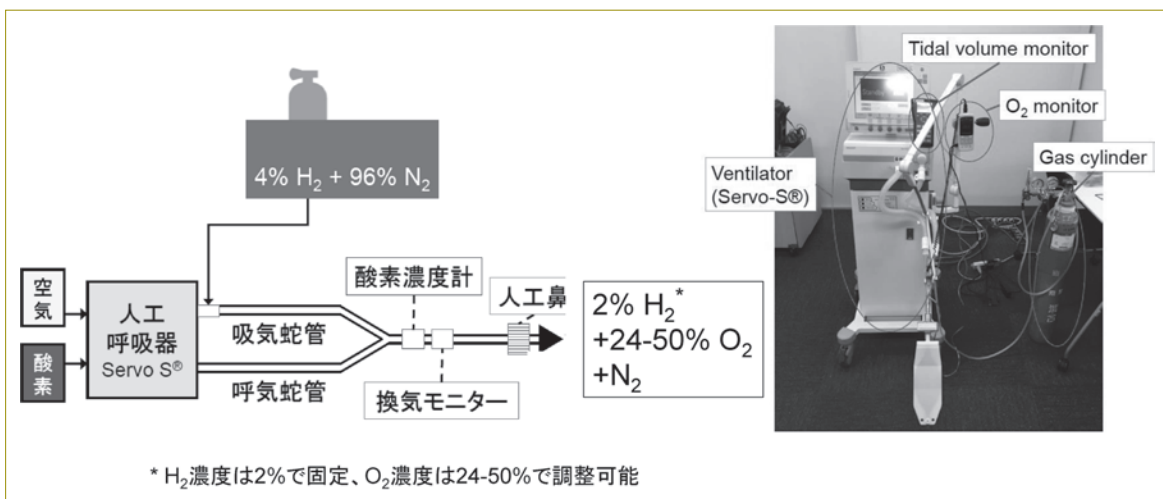 4% H₂ + 96% N₂
空気
酸素
人工
呼吸器
Servo S®
吸気蛇管
呼気蛇管
酸素濃度計
換気モニター
人工鼻
2% H₂*
+24-50% O₂
+N₂
* H₂濃度は2%で固定、O₂濃度は24-50%で調整可能
Tidal volume monitor
O₂ monitor
Gas cylinder
Ventilator
(Servo-S®)